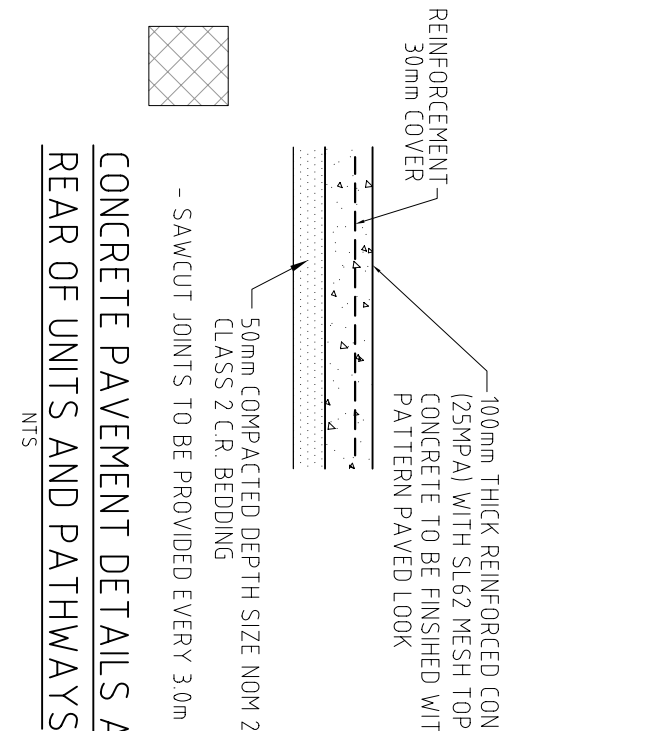 REINFORCEMENT
30mm COVER
100mm THICK REINFORCED CON
(25MPA) WITH SL62 MESH TOP
CONCRETE TO BE FINSIHED WIT
PATTERN PAVED LOOK
50mm COMPACTED DEPTH SIZE NOM 2
CLASS 2 C.R. BEDDING
- SAWCUT JOINTS TO BE PROVIDED EVERY 3.0m
CONCRETE PAVEMENT DETAILS A
REAR OF UNITS AND PATHWAYS
NTS